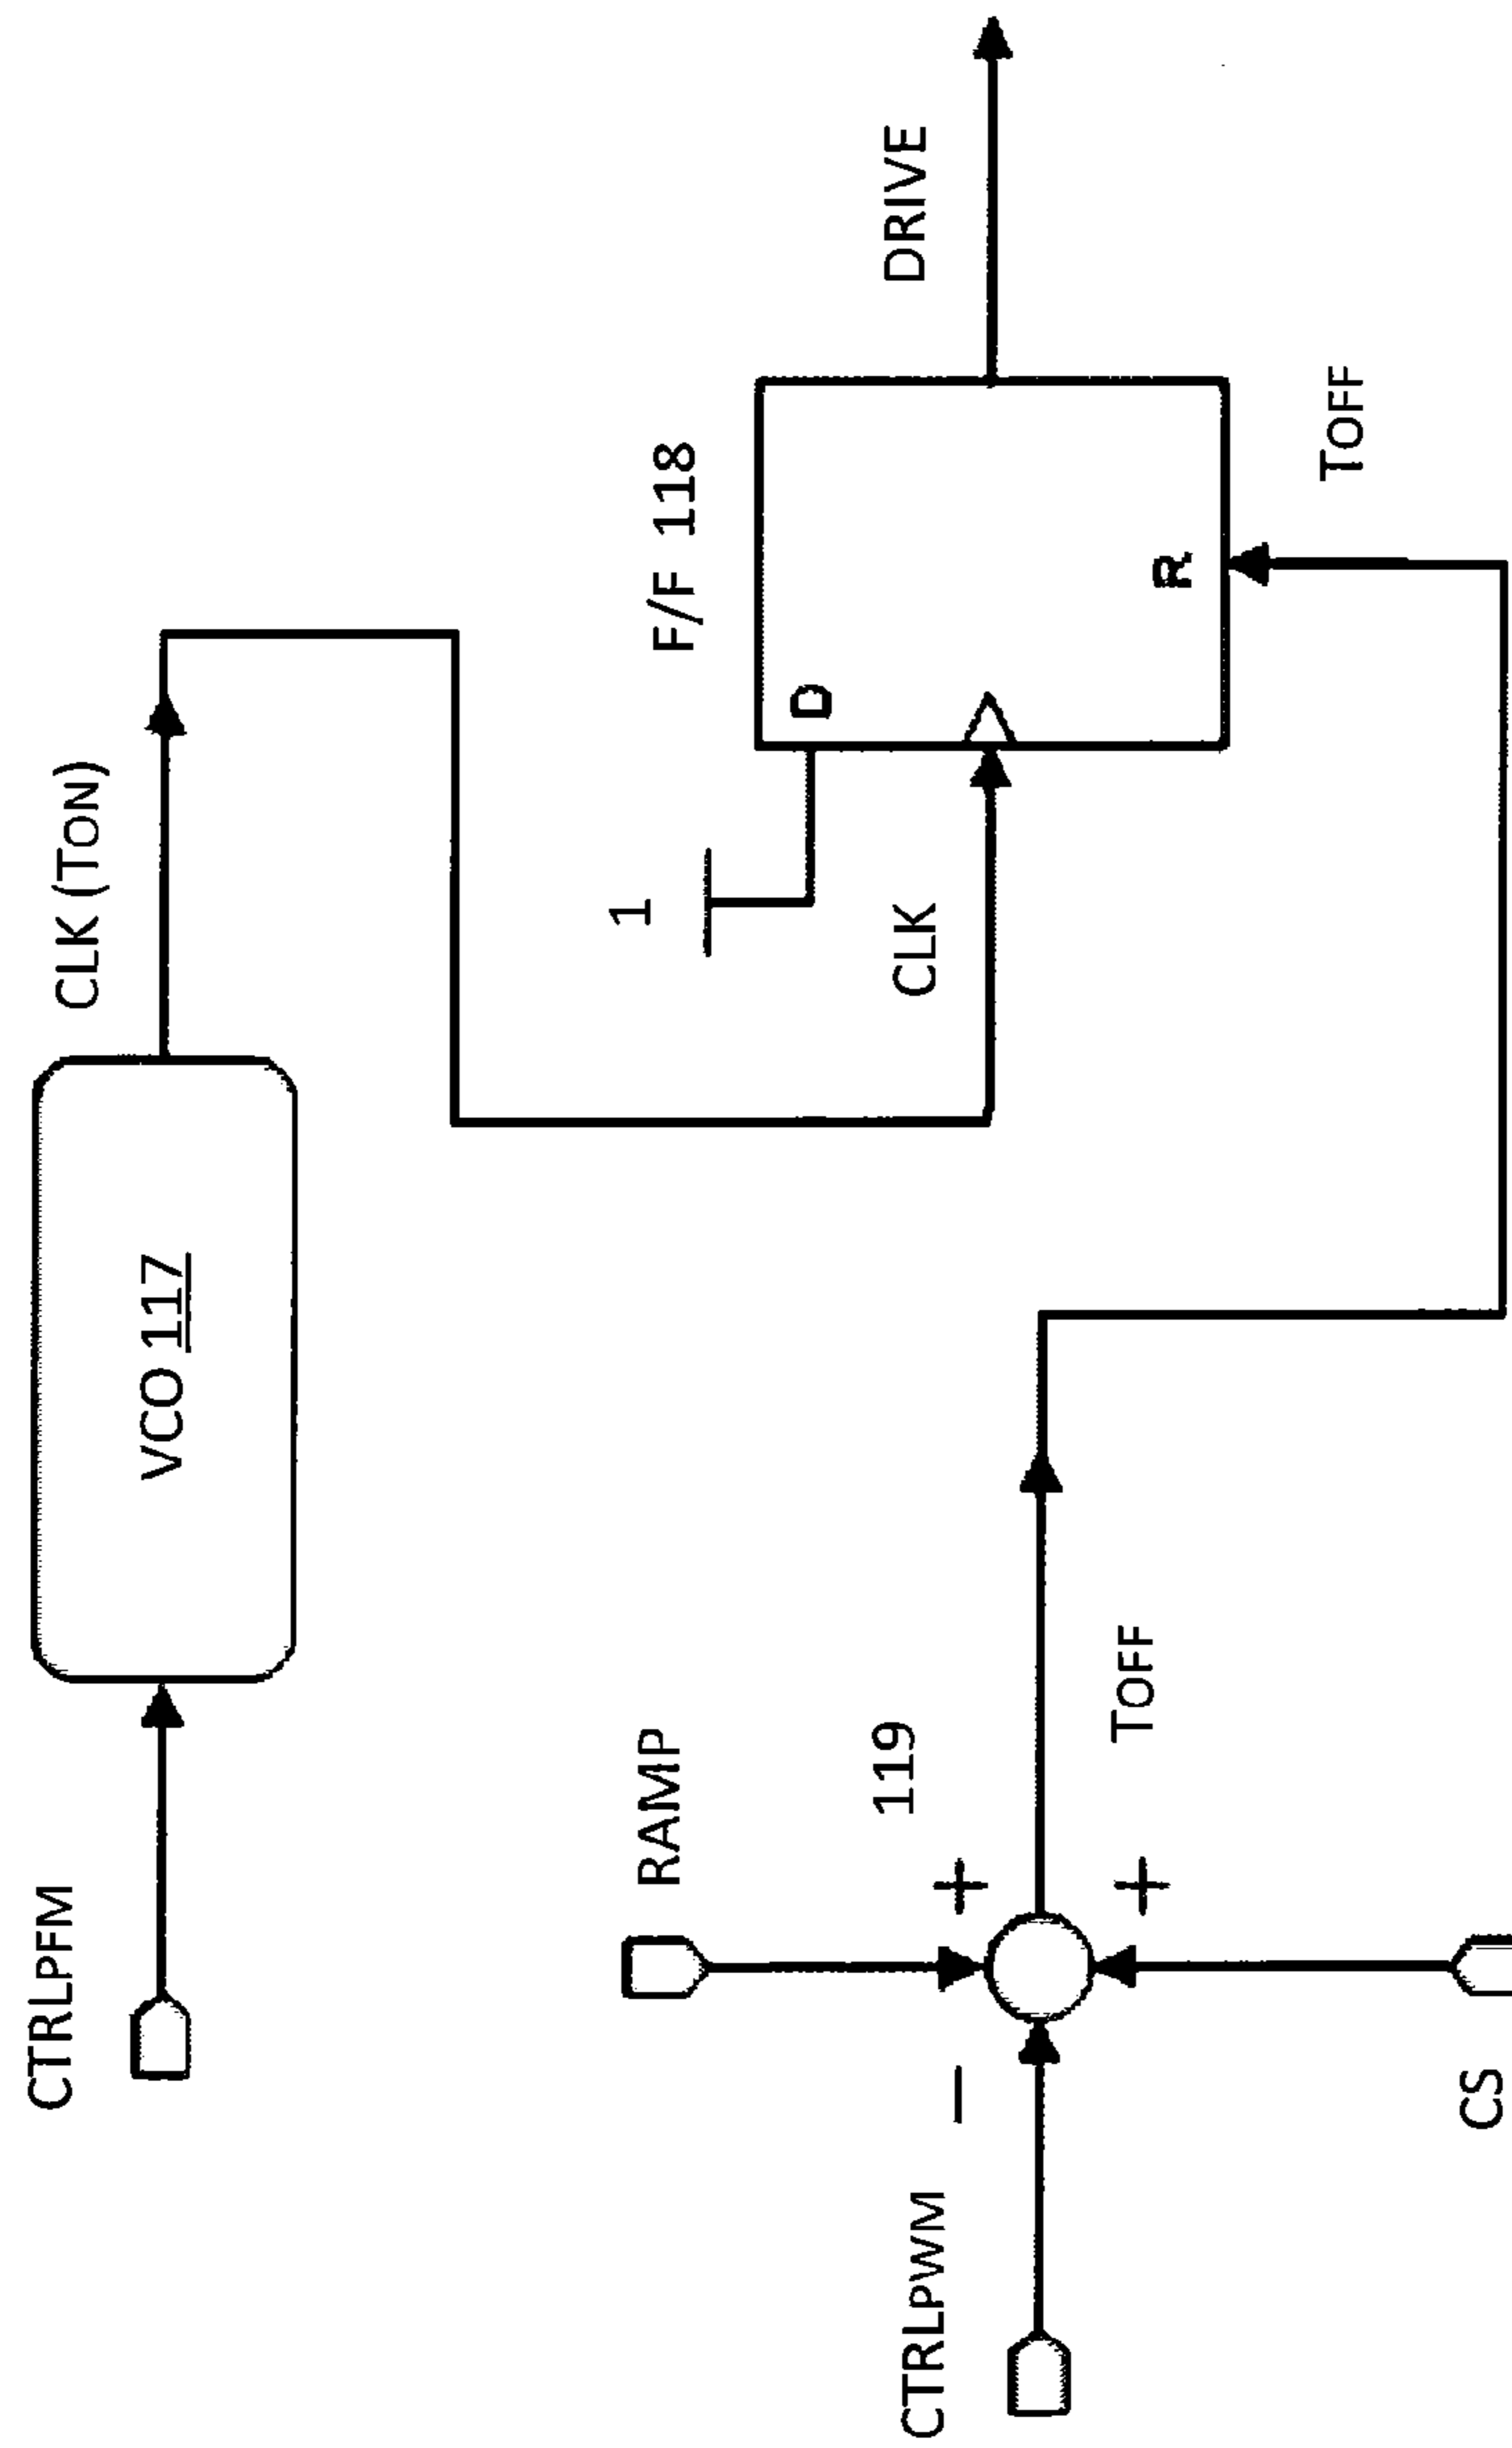 CTRLPFM
VCO 117
CLK (TON)
RAMP
119
+
−
+
CTRLPWM
CS
TOFF
1
CLK
F/F 118
D
R
DRIVE
TOFF